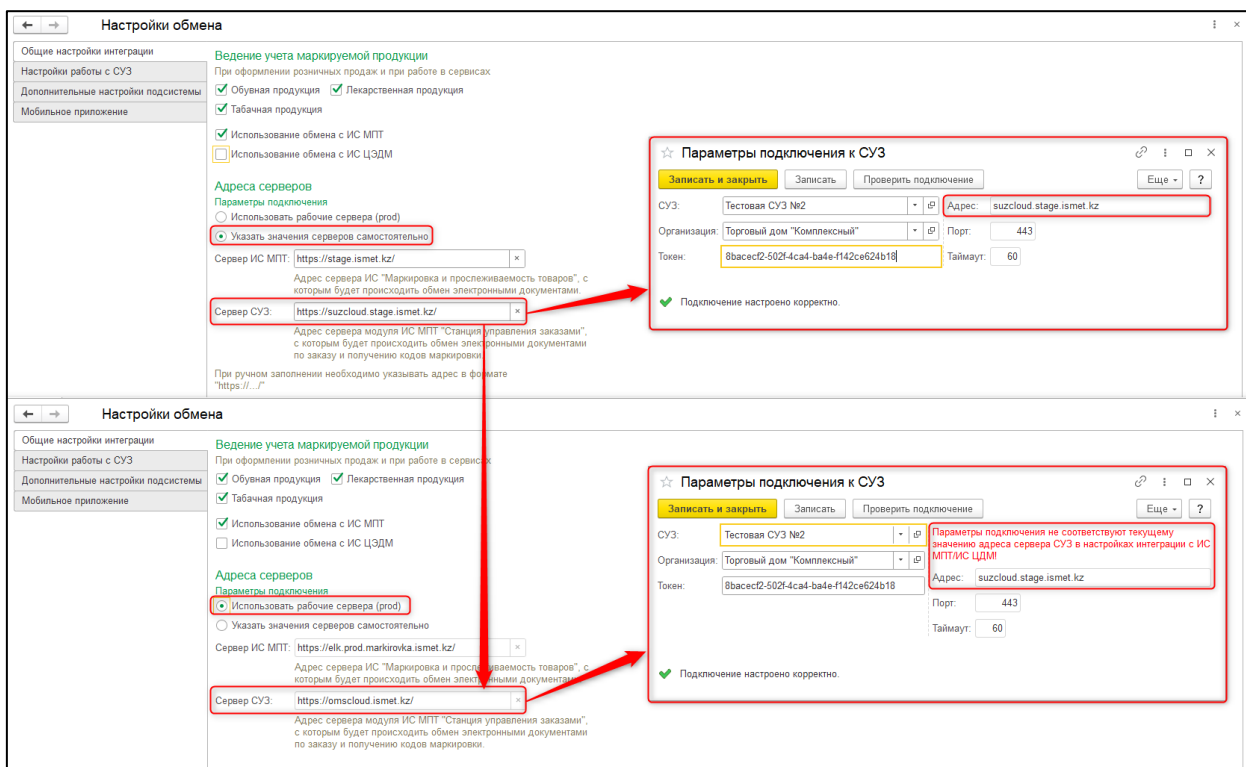 Настройки обмена
Общие настройки интеграции
Настройки работы с СУЗ
Дополнительные настройки подсистемы
Мобильное приложение
Ведение учета маркируемой продукции
При оформлении розничных продаж и при работе в сервисах
Обувная продукция Лекарственная продукция
Табачная продукция
Использование обмена с ИС МПТ
Использование обмена с ИС ЦЭДМ
Адреса серверов
Параметры подключения
Использовать рабочие сервера (prod)
Указать значения серверов самостоятельно
Сервер ИС МПТ: https://stage.ismet.kz/
Адрес сервера ИС "Маркировка и прослеживаемость товаров", с
которым будет происходить обмен электронными документами.
Сервер СУЗ: https://suzcloud.stage.ismet.kz/
Адрес сервера модуля ИС МПТ "Станция управления заказами",
с которым будет происходить обмен электронными документами
по заказу и получению кодов маркировки.
При ручном заполнении необходимо указывать адрес в формате
"https://.../"
Параметры подключения к СУЗ
Записать и закрыть Записать Проверить подключение Еще ?
СУЗ: Тестовая СУЗ №2 Адрес: suzcloud.stage.ismet.kz
Организация: Торговый дом "Комплексный" Порт: 443
Токен: 8bacecf2-502f-4ca4-ba4e-f142ce624b18 Таймаут: 60
Подключение настроено корректно.
Настройки обмена
Общие настройки интеграции
Настройки работы с СУЗ
Дополнительные настройки подсистемы
Мобильное приложение
Ведение учета маркируемой продукции
При оформлении розничных продаж и при работе в сервисах
Обувная продукция Лекарственная продукция
Табачная продукция
Использование обмена с ИС МПТ
Использование обмена с ИС ЦЭДМ
Адреса серверов
Параметры подключения
Использовать рабочие сервера (prod)
Указать значения серверов самостоятельно
Сервер ИС МПТ: https://elk.prod.markirovka.ismet.kz/
Адрес сервера ИС "Маркировка и прослеживаемость товаров", с
которым будет происходить обмен электронными документами.
Сервер СУЗ: https://omscloud.ismet.kz/
Адрес сервера модуля ИС МПТ "Станция управления заказами",
с которым будет происходить обмен электронными документами
по заказу и получению кодов маркировки.
Параметры подключения к СУЗ
Записать и закрыть Записать Проверить подключение Еще ?
СУЗ: Тестовая СУЗ №2
Организация: Торговый дом "Комплексный"
Токен: 8bacecf2-502f-4ca4-ba4e-f142ce624b18
Параметры подключения не соответствуют текущему
значению адреса сервера СУЗ в настройках интеграции с ИС
МПТ/ИС ЦДМ!
Адрес: suzcloud.stage.ismet.kz
Порт: 443
Таймаут: 60
Подключение настроено корректно.